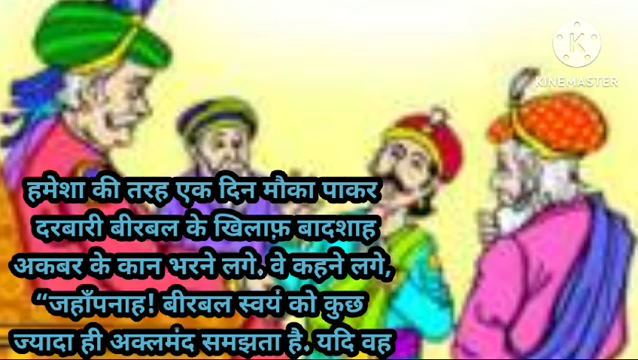 KINEMASTER
हमेशा की तरह एक दिन मौका पाकर
दरबारी बीरबल के खिलाफ़ बादशाह
अकबर के कान भरने लगे. वे कहने लगे,
“जहाँपनाह! बीरबल स्वयं को कुछ
ज्यादा ही अक्लमंद समझता है. यदि वह